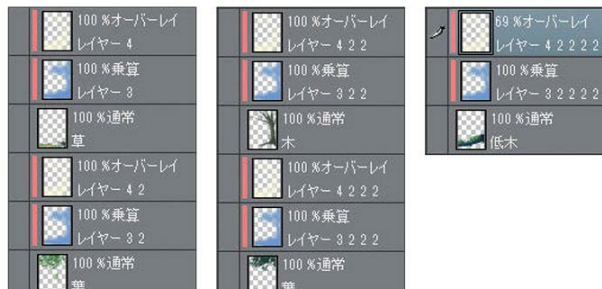 100 %オーバーレイ
レイヤー 4
100 %乗算
レイヤー 3
100 %通常
草
100 %オーバーレイ
レイヤー 4 2
100 %乗算
レイヤー 3 2
100 %通常
葉
100 %オーバーレイ
レイヤー 4 2 2
100 %乗算
レイヤー 3 2 2
100 %通常
木
100 %オーバーレイ
レイヤー 4 2 2 2
100 %乗算
レイヤー 3 2 2 2
100 %通常
葉
69 %オーバーレイ
レイヤー 4 2 2 2 2
100 %乗算
レイヤー 3 2 2 2 2
100 %通常
低木